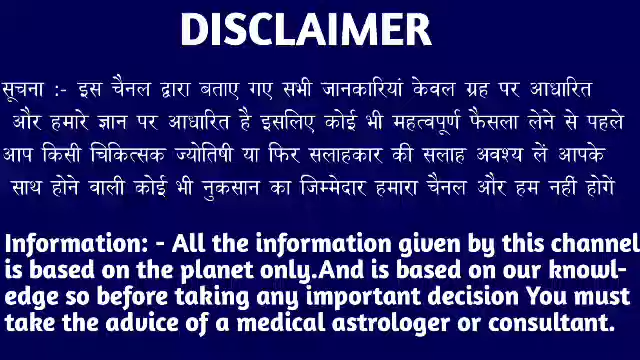 DISCLAIMER
सूचना :- इस चैनल द्वारा बताए गए सभी जानकारियां केवल ग्रह पर आधारित
और हमारे ज्ञान पर आधारित है इसलिए कोई भी महत्वपूर्ण फैसला लेने से पहले
आप किसी चिकित्सक ज्योतिषी या फिर सलाहकार की सलाह अवश्य लें आपके
साथ होने वाली कोई भी नुकसान का जिम्मेदार हमारा चैनल और हम नहीं होगें
Information: - All the information given by this channel
is based on the planet only.And is based on our knowl-
edge so before taking any important decision You must
take the advice of a medical astrologer or consultant.